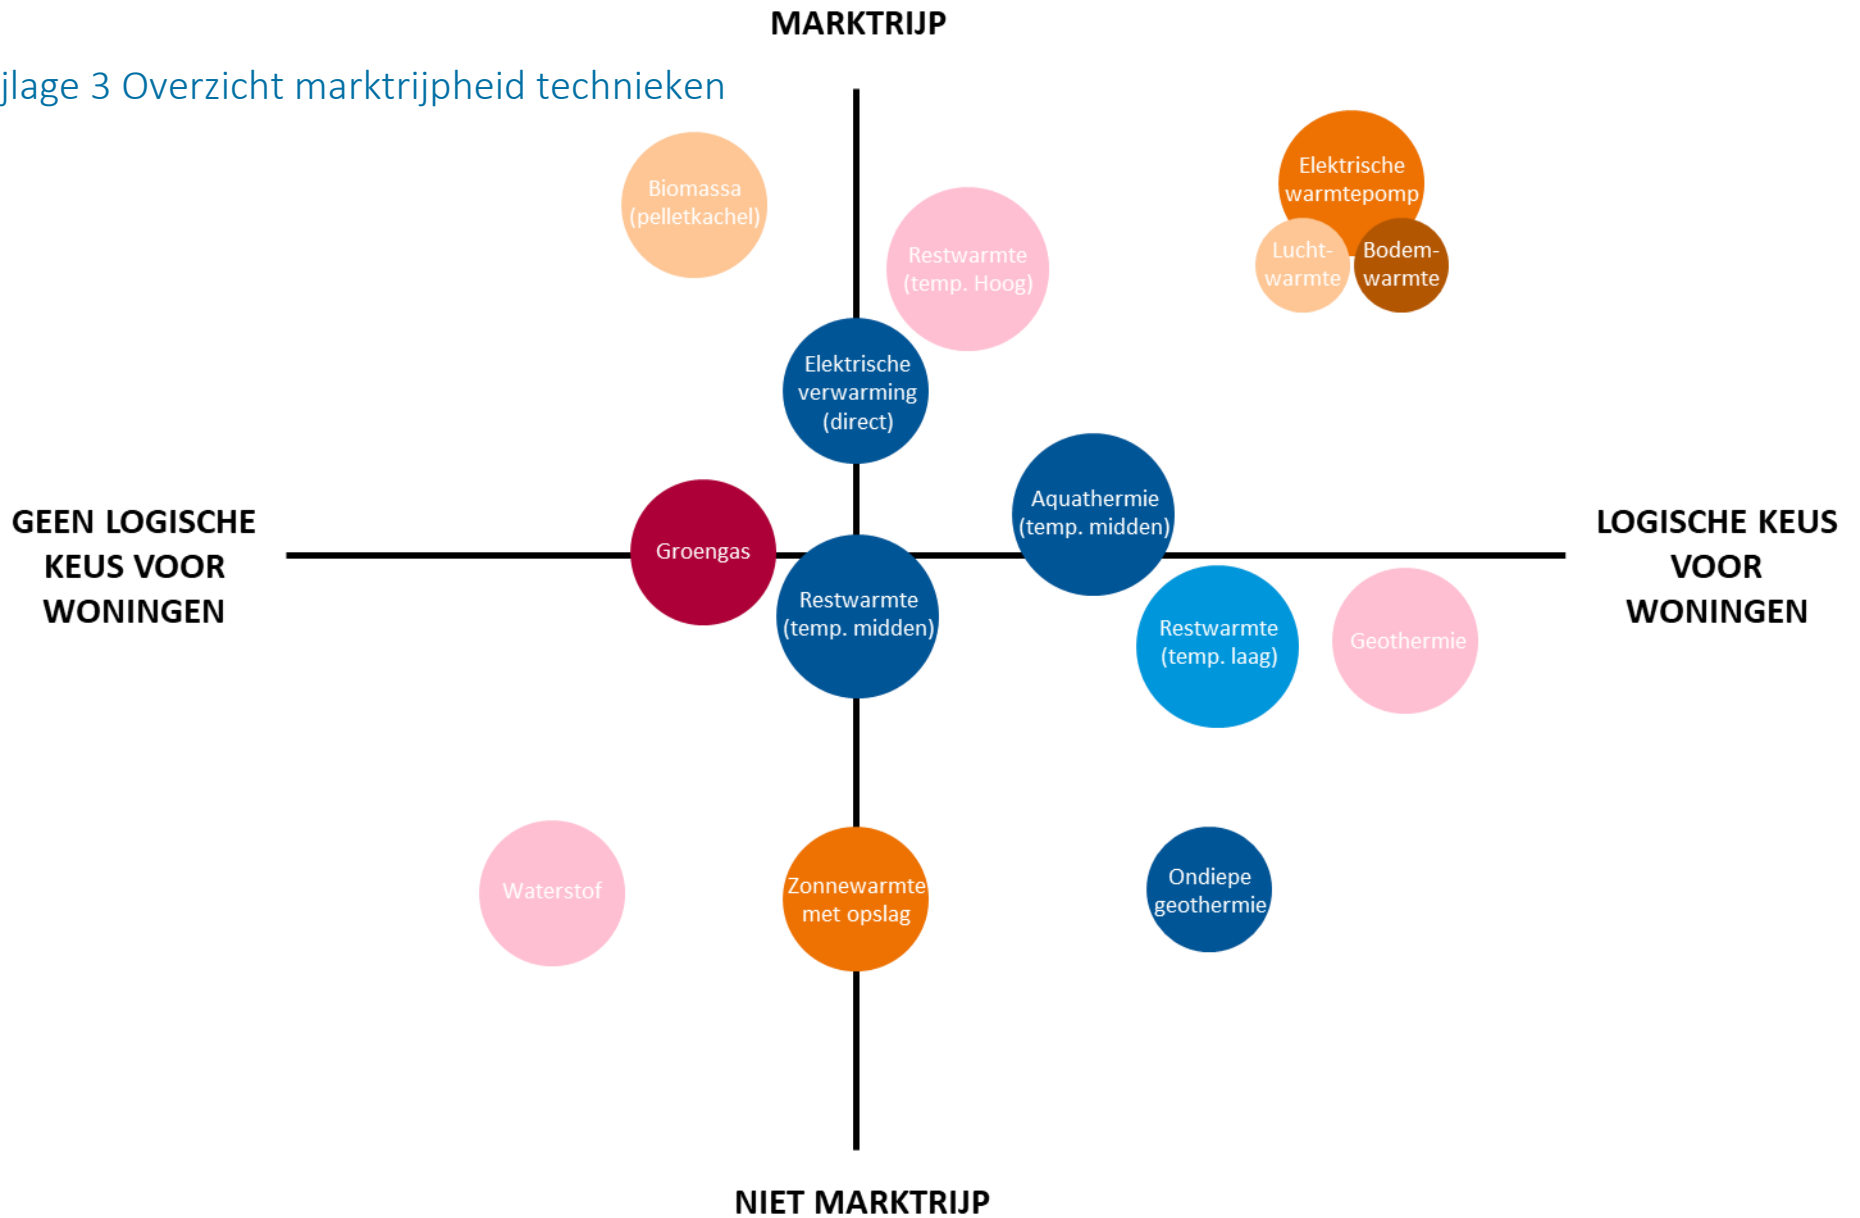 MARKTRIJP
jlage 3 Overzicht marktrijpheid technieken
Elektrische
warmtepomp
Biomassa
(pelletkachel)
Restwarmte
(temp. Hoog)
Lucht-
warmte
Bodem-
warmte
Elektrische
verwarming
(direct)
Aquathermie
(temp. midden)
GEEN LOGISCHE
KEUS VOOR
WONINGEN
Groengas
LOGISCHE KEUS
VOOR
WONINGEN
Restwarmte
(temp. midden)
Restwarmte
(temp. laag)
Geothermie
Waterstof
Zonnewarmte
met opslag
Ondiepe
geothermie
NIET MARKTRIJP